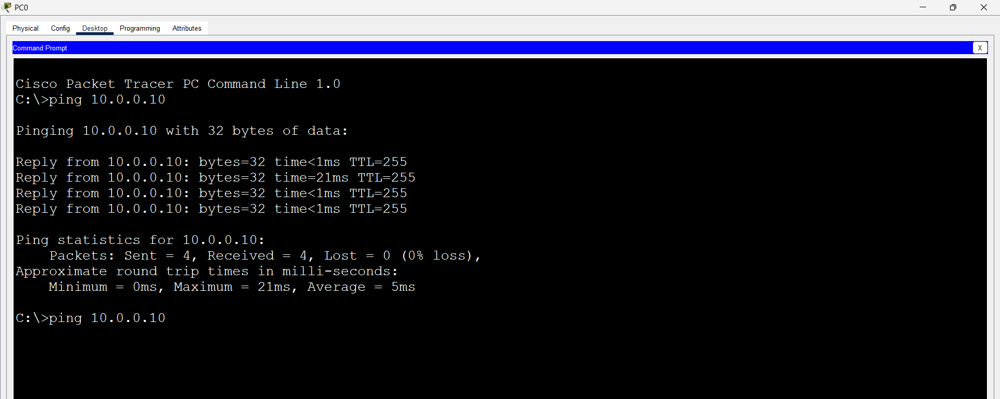 PC0
Physical Config Desktop Programming Attributes
Command Prompt X
Cisco Packet Tracer PC Command Line 1.0
C:\>ping 10.0.0.10
Pinging 10.0.0.10 with 32 bytes of data:
Reply from 10.0.0.10: bytes=32 time<1ms TTL=255
Reply from 10.0.0.10: bytes=32 time=21ms TTL=255
Reply from 10.0.0.10: bytes=32 time<1ms TTL=255
Reply from 10.0.0.10: bytes=32 time<1ms TTL=255
Ping statistics for 10.0.0.10:
    Packets: Sent = 4, Received = 4, Lost = 0 (0% loss),
Approximate round trip times in milli-seconds:
    Minimum = 0ms, Maximum = 21ms, Average = 5ms
C:\>ping 10.0.0.10